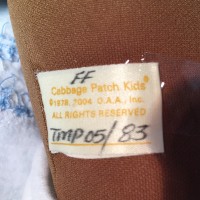 FF
Cabbage Patch Kids®
©1978, 2004 O.A.A., Inc.
ALL RIGHTS RESERVED
TMP 05/83